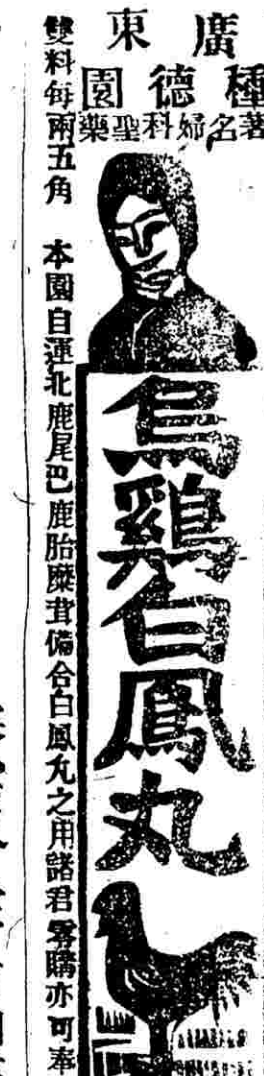 廣東
種德園
著名婦科聖藥
烏鷄白鳳丸
雙料每兩五角
本園自運北鹿尾巴鹿胎麋茸備合白鳳丸之用諸君零購亦可奉